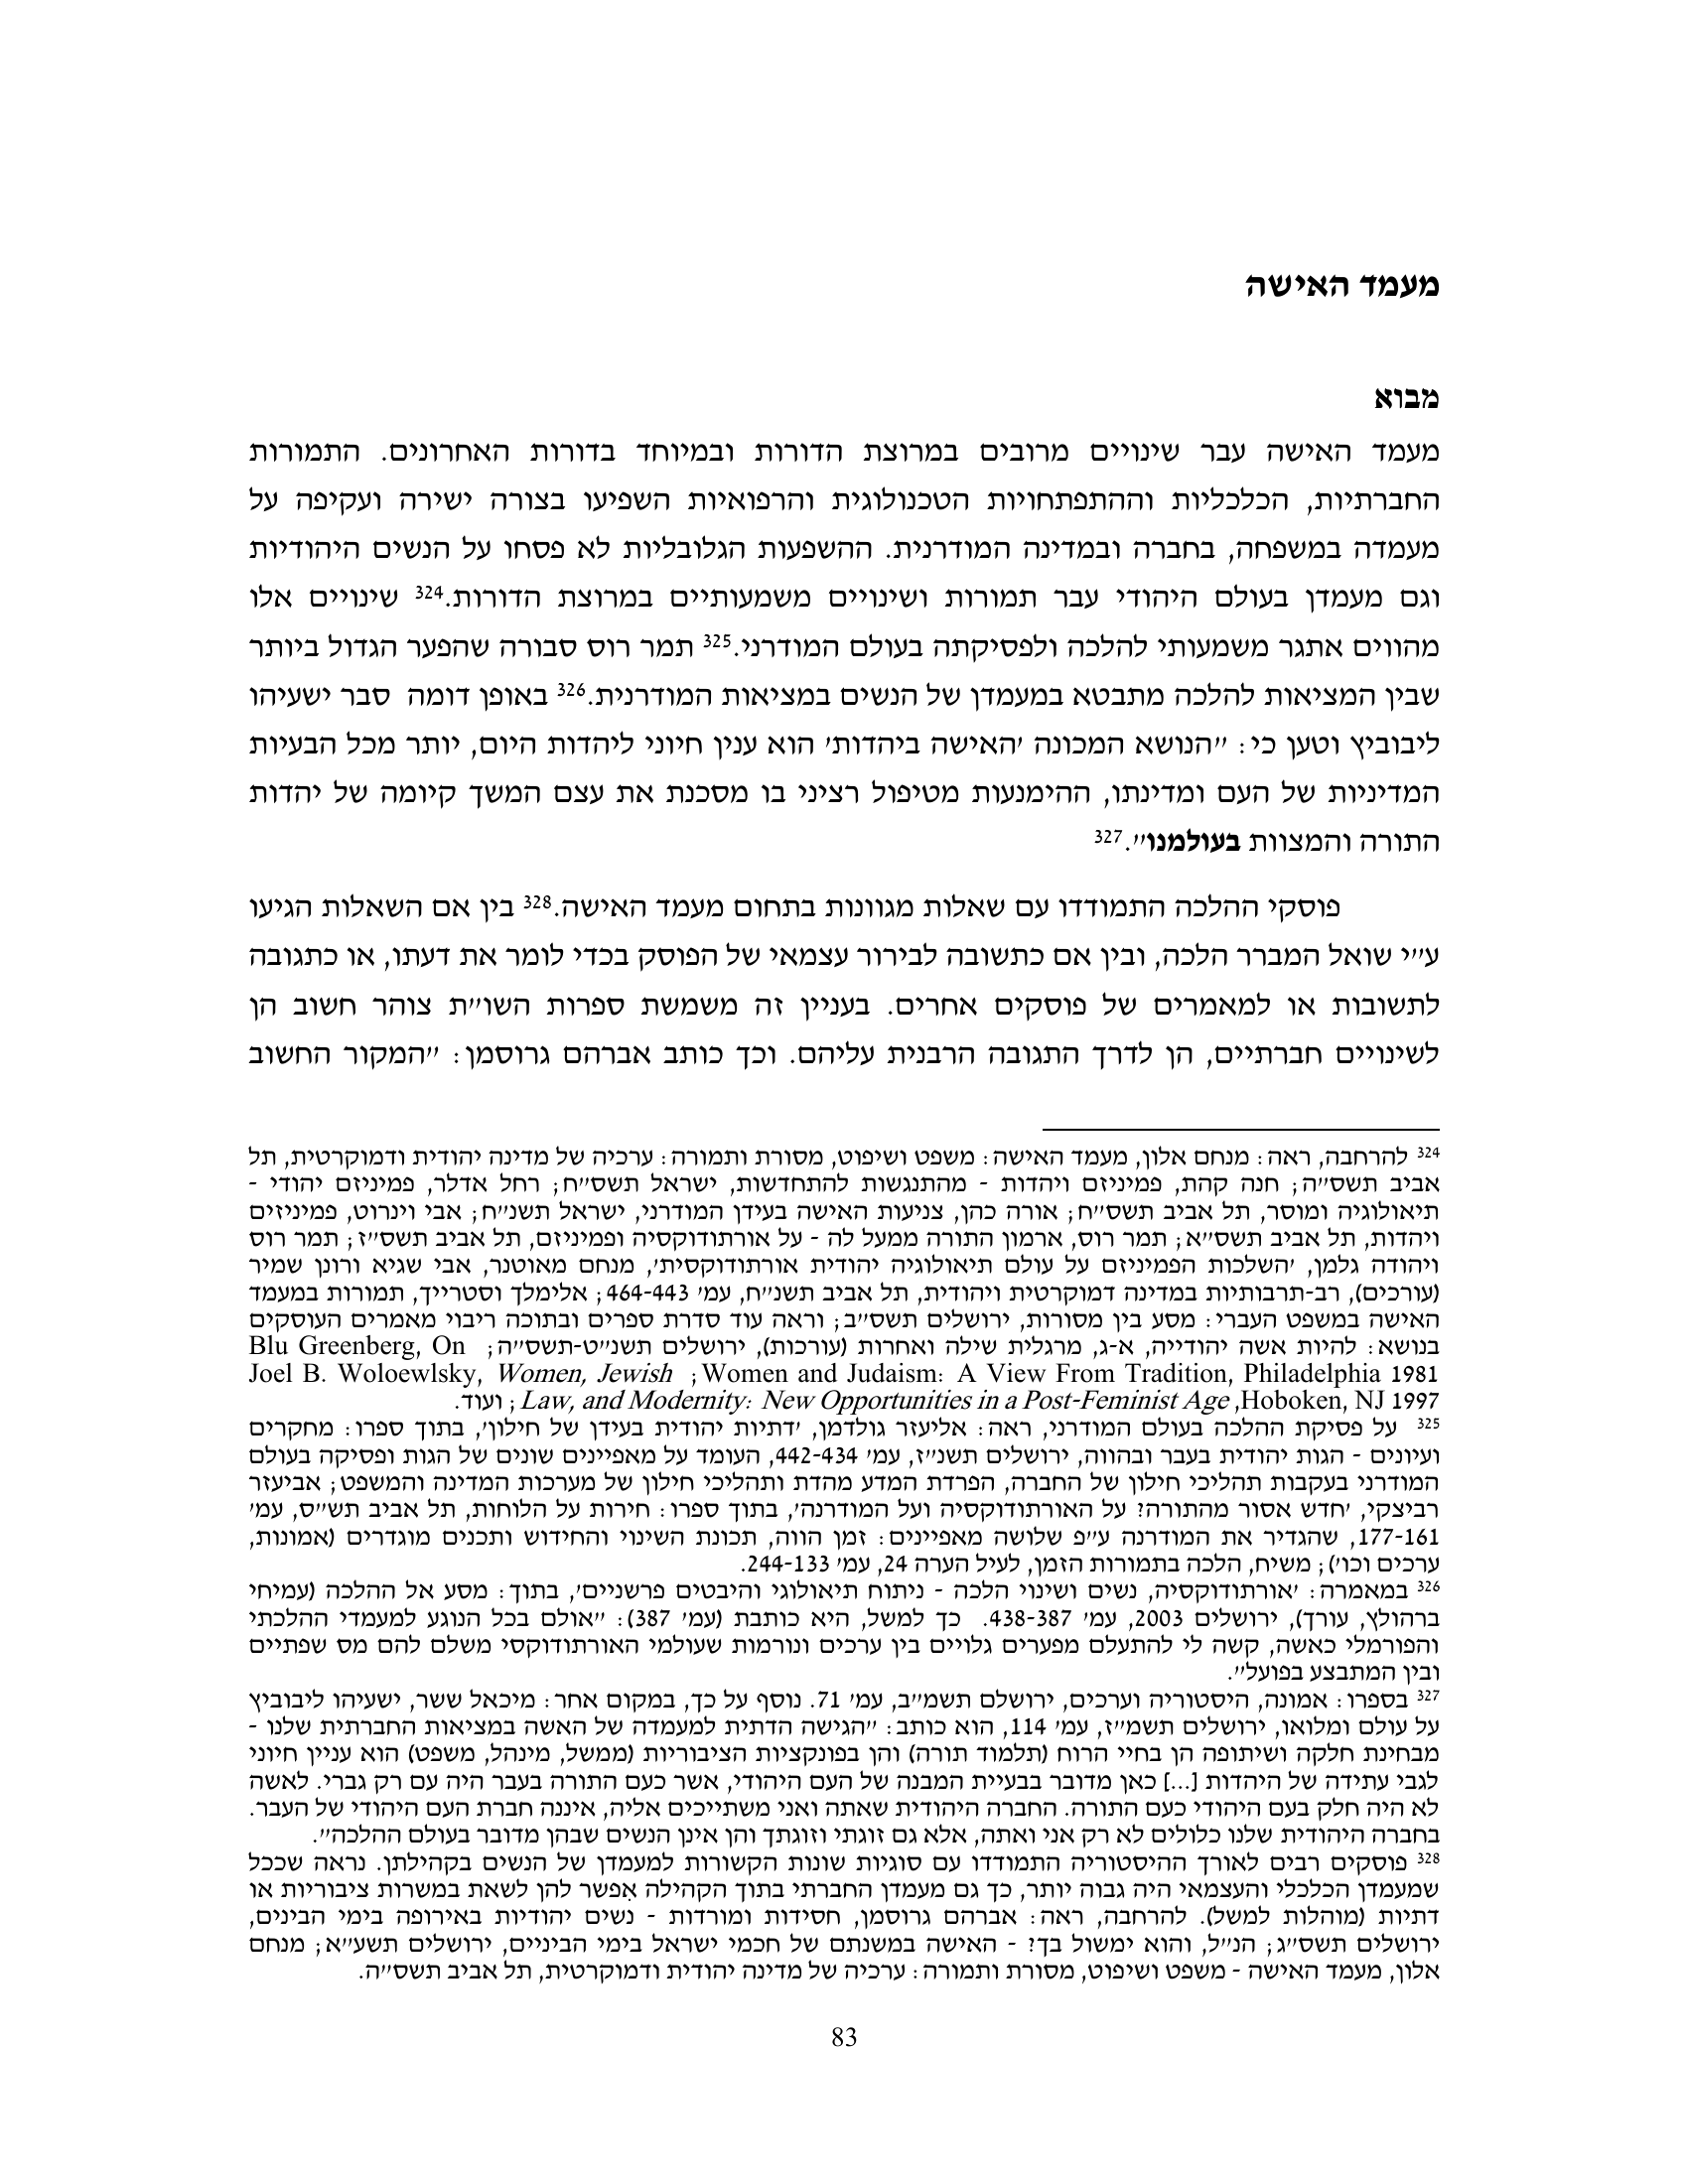 מעמד האישה
מבוא
מעמד האישה עבר שינויים מרובים במרוצת הדורות ובמיוחד בדורות האחרונים. התמורות
החברתיות, הכלכליות וההתפתחויות הטכנולוגית והרפואיות השפיעו בצורה ישירה ועקיפה על
מעמדה במשפחה, בחברה ובמדינה המודרנית. ההשפעות הגלובליות לא פסחו על הנשים היהודיות
וגם מעמדן בעולם היהודי עבר תמורות ושינויים משמעותיים במרוצת הדורות.324 שינויים אלו
מהווים אתגר משמעותי להלכה ולפסיקתה בעולם המודרני.325 תמר רוס סבורה שהפער הגדול ביותר
שבין המציאות להלכה מתבטא במעמדן של הנשים במציאות המודרנית.326 באופן דומה  סבר ישעיהו
ליבוביץ וטען כי: "הנושא המכונה 'האישה ביהדות' הוא ענין חיוני ליהדות היום, יותר מכל הבעיות
המדיניות של העם ומדינתו, ההימנעות מטיפול רציני בו מסכנת את עצם המשך קיומה של יהדות
התורה והמצוות בעולמנו".327
פוסקי ההלכה התמודדו עם שאלות מגוונות בתחום מעמד האישה.328 בין אם השאלות הגיעו
ע"י שואל המברר הלכה, ובין אם כתשובה לבירור עצמאי של הפוסק בכדי לומר את דעתו, או כתגובה
לתשובות או למאמרים של פוסקים אחרים. בעניין זה משמשת ספרות השו"ת צוהר חשוב הן
לשינויים חברתיים, הן לדרך התגובה הרבנית עליהם. וכך כותב אברהם גרוסמן: "המקור החשוב
324 להרחבה, ראה: מנחם אלון, מעמד האישה: משפט ושיפוט, מסורת ותמורה: ערכיה של מדינה יהודית ודמוקרטית, תל
אביב תשס"ה; חנה קהת, פמיניזם ויהדות - מהתנגשות להתחדשות, ישראל תשס"ח; רחל אדלר, פמיניזם יהודי -
תיאולוגיה ומוסר, תל אביב תשס"ח; אורה כהן, צניעות האישה בעידן המודרני, ישראל תשנ"ח; אבי וינרוט, פמיניזים
ויהדות, תל אביב תשס"א; תמר רוס, ארמון התורה ממעל לה - על אורתודוקסיה ופמיניזם, תל אביב תשס"ז; תמר רוס
ויהודה גלמן, 'השלכות הפמיניזם על עולם תיאולוגיה יהודית אורתודוקסית', מנחם מאוטנר, אבי שגיא ורונן שמיר
(עורכים), רב-תרבותיות במדינה דמוקרטית ויהודית, תל אביב תשנ"ח, עמ' 464-443; אלימלך וסטרייך, תמורות במעמד
האישה במשפט העברי: מסע בין מסורות, ירושלים תשס"ב; וראה עוד סדרת ספרים ובתוכה ריבוי מאמרים העוסקים
בנושא: להיות אשה יהודייה, א-ג, מרגלית שילה ואחרות (עורכות), ירושלים תשנ"ט-תשס"ה;  Blu Greenberg, On
Joel B. Woloewlsky, Women, Jewish  ;Women and Judaism: A View From Tradition, Philadelphia 1981
Law, and Modernity: New Opportunities in a Post-Feminist Age ,Hoboken, NJ 1997; ועוד.
325  על פסיקת ההלכה בעולם המודרני, ראה: אליעזר גולדמן, 'דתיות יהודית בעידן של חילון', בתוך ספרו: מחקרים
ועיונים - הגות יהודית בעבר ובהווה, ירושלים תשנ"ז, עמ' 442-434, העומד על מאפיינים שונים של הגות ופסיקה בעולם
המודרני בעקבות תהליכי חילון של החברה, הפרדת המדע מהדת ותהליכי חילון של מערכות המדינה והמשפט; אביעזר
רביצקי, 'חדש אסור מהתורה? על האורתודוקסיה ועל המודרנה', בתוך ספרו: חירות על הלוחות, תל אביב תש"ס, עמ'
177-161, שהגדיר את המודרנה ע"פ שלושה מאפיינים: זמן הווה, תכונת השינוי והחידוש ותכנים מוגדרים (אמונות,
ערכים וכו'); משיח, הלכה בתמורות הזמן, לעיל הערה 24, עמ' 244-133.
326 במאמרה: 'אורתודוקסיה, נשים ושינוי הלכה - ניתוח תיאולוגי והיבטים פרשניים', בתוך: מסע אל ההלכה (עמיחי
ברהולץ, עורך), ירושלים 2003, עמ' 438-387.  כך למשל, היא כותבת (עמ' 387): "אולם בכל הנוגע למעמדי ההלכתי
והפורמלי כאשה, קשה לי להתעלם מפערים גלויים בין ערכים ונורמות שעולמי האורתודוקסי משלם להם מס שפתיים
ובין המתבצע בפועל".
327 בספרו: אמונה, היסטוריה וערכים, ירושלם תשמ"ב, עמ' 71. נוסף על כך, במקום אחר: מיכאל ששר, ישעיהו ליבוביץ
על עולם ומלואו, ירושלים תשמ"ז, עמ' 114, הוא כותב: "הגישה הדתית למעמדה של האשה במציאות החברתית שלנו -
מבחינת חלקה ושיתופה הן בחיי הרוח (תלמוד תורה) והן בפונקציות הציבוריות (ממשל, מינהל, משפט) הוא עניין חיוני
לגבי עתידה של היהדות [...] כאן מדובר בבעיית המבנה של העם היהודי, אשר כעם התורה בעבר היה עם רק גברי. לאשה
לא היה חלק בעם היהודי כעם התורה. החברה היהודית שאתה ואני משתייכים אליה, איננה חברת העם היהודי של העבר.
בחברה היהודית שלנו כלולים לא רק אני ואתה, אלא גם זוגתי וזוגתך והן אינן הנשים שבהן מדובר בעולם ההלכה".
328 פוסקים רבים לאורך ההיסטוריה התמודדו עם סוגיות שונות הקשורות למעמדן של הנשים בקהילתן. נראה שככל
שמעמדן הכלכלי והעצמאי היה גבוה יותר, כך גם מעמדן החברתי בתוך הקהילה אִפשר להן לשאת במשרות ציבוריות או
דתיות (מוהלות למשל). להרחבה, ראה: אברהם גרוסמן, חסידות ומורדות - נשים יהודיות באירופה בימי הבינים,
ירושלים תשס"ג; הנ"ל, והוא ימשול בך? - האישה במשנתם של חכמי ישראל בימי הביניים, ירושלים תשע"א; מנחם
אלון, מעמד האישה - משפט ושיפוט, מסורת ותמורה: ערכיה של מדינה יהודית ודמוקרטית, תל אביב תשס"ה.
83